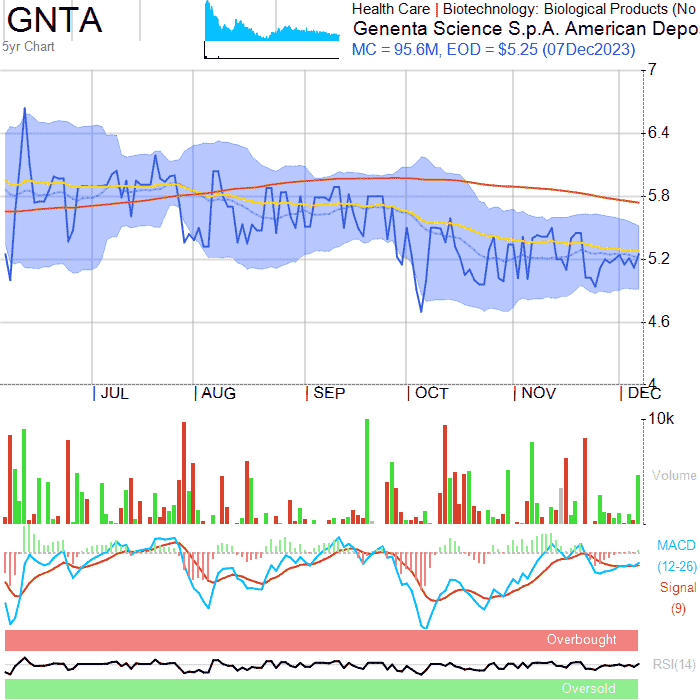 GNTA
5yr Chart
Health Care | Biotechnology: Biological Products (No
Genenta Science S.p.A. American Depo
MC = 95.6M, EOD = $5.25 (07Dec2023)
7
6.4
5.8
5.2
4.6
4
JUL AUG SEP OCT NOV DEC
10k
Volume
MACD
(12-26)
Signal
(9)
Overbought
RSI(14)
Oversold